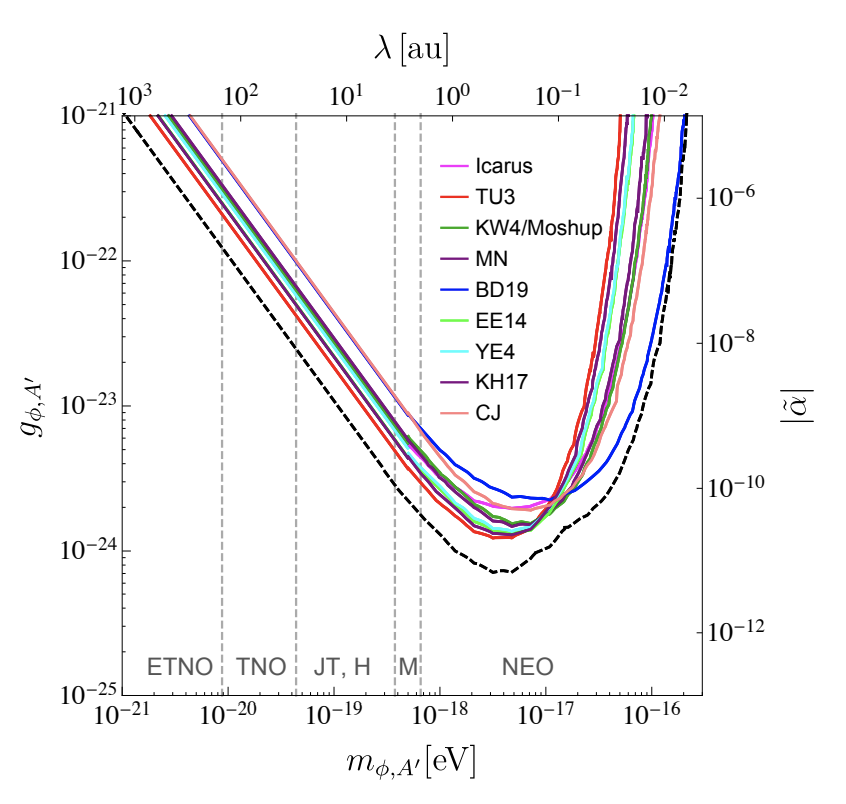 λ [au]
10³ 10² 10¹ 10⁰ 10⁻¹ 10⁻²
10⁻²¹
10⁻²²
10⁻²³
10⁻²⁴
10⁻²⁵
g_{ϕ,A′}
Icarus
TU3
KW4/Moshup
MN
BD19
EE14
YE4
KH17
CJ
10⁻⁶
10⁻⁸
10⁻¹⁰
10⁻¹²
|α̃|
ETNO TNO JT, H M NEO
10⁻²¹ 10⁻²⁰ 10⁻¹⁹ 10⁻¹⁸ 10⁻¹⁷ 10⁻¹⁶
m_{ϕ,A′}[eV]